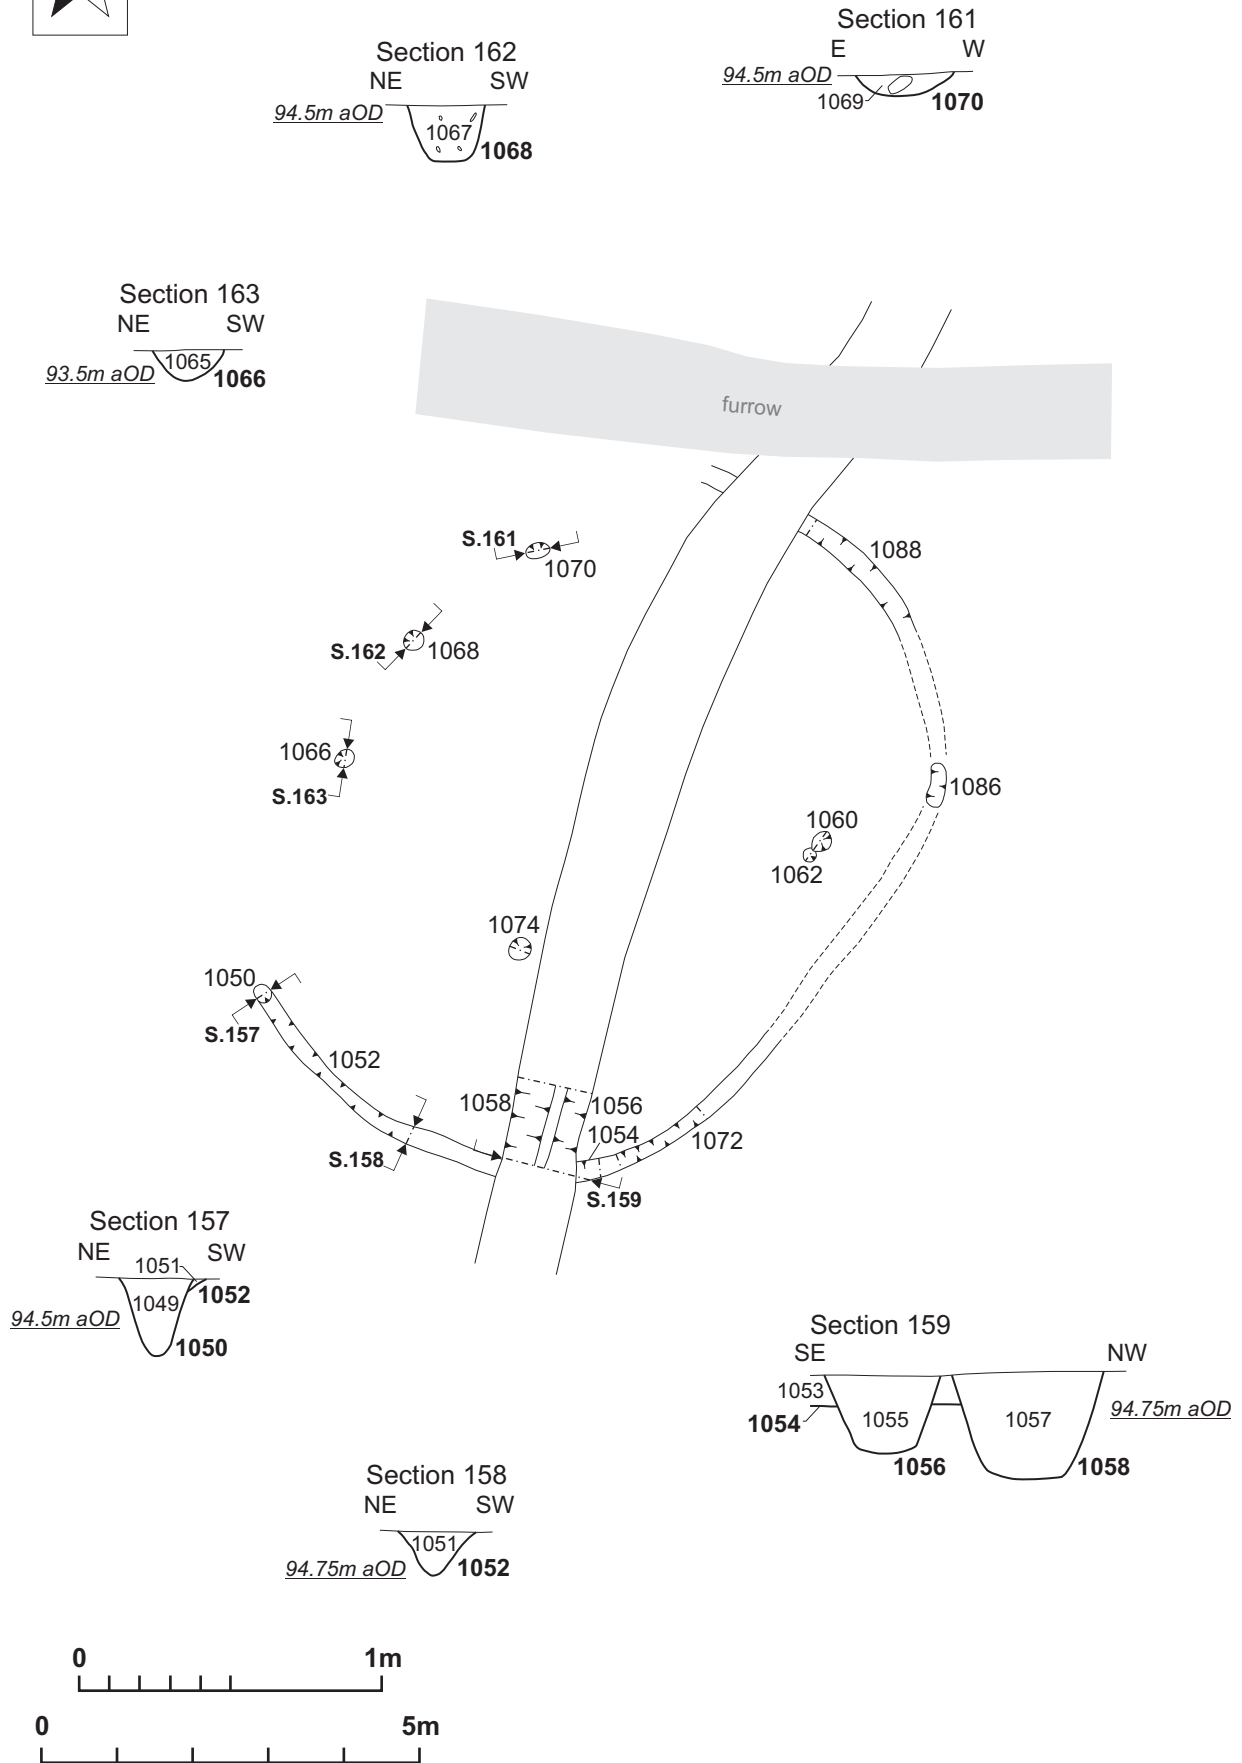 Section 161
E W
94.5m aOD
1069
1070
Section 162
NE SW
94.5m aOD
1067
1068
Section 163
NE SW
93.5m aOD
1065
1066
furrow
S.161
1070
1088
S.162
1068
1066
S.163
1086
1060
1062
1074
1050
S.157
1052
1058
1056
1054
1072
S.158
S.159
Section 157
NE SW
1051
1052
1049
94.5m aOD
1050
Section 159
SE NW
1053
1054
1055
1057
94.75m aOD
1056
1058
Section 158
NE SW
1051
94.75m aOD
1052
0 1m
0 5m